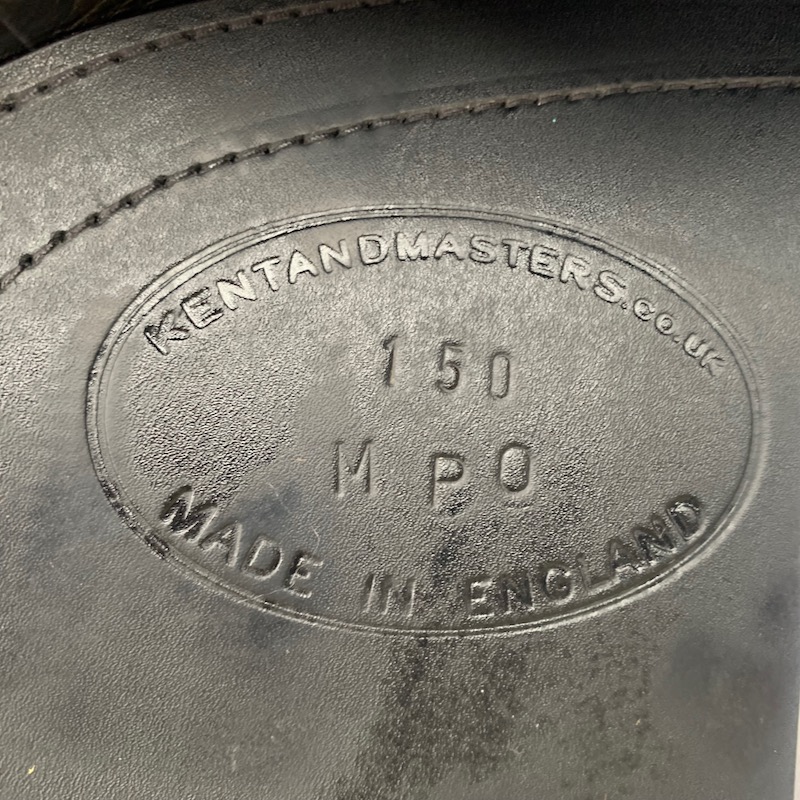 KENTANDMASTERS.CO.UK
150
M PO
MADE IN ENGLAND